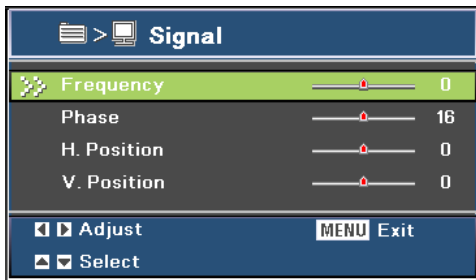 > Signal
Frequency 0
Phase 16
H. Position 0
V. Position 0
Adjust MENU Exit
Select